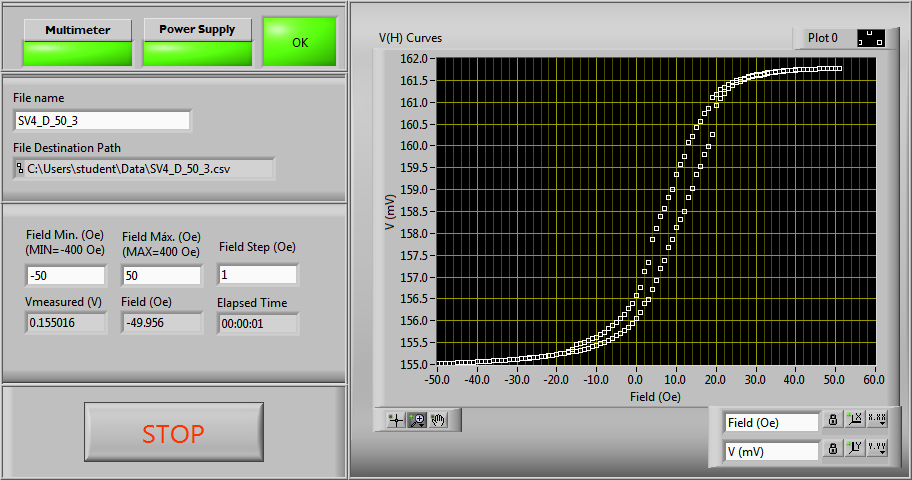 Multimeter
Power Supply
OK
File name
SV4_D_50_3
File Destination Path
C:\Users\student\Data\SV4_D_50_3.csv
Field Min. (Oe)
(MIN=-400 Oe)
Field Máx. (Oe)
(MAX=400 Oe)
Field Step (Oe)
-50
50
1
Vmeasured (V)
Field (Oe)
Elapsed Time
0.155016
-49.956
00:00:01
STOP
V(H) Curves
Plot 0
162.0
161.5
161.0
160.5
160.0
159.5
159.0
158.5
158.0
157.5
157.0
156.5
156.0
155.5
155.0
V (mV)
-50.0 -40.0 -30.0 -20.0 -10.0 0.0 10.0 20.0 30.0 40.0 50.0 60.0
Field (Oe)
Field (Oe)
X
X.XX
V (mV)
Y
Y.YY